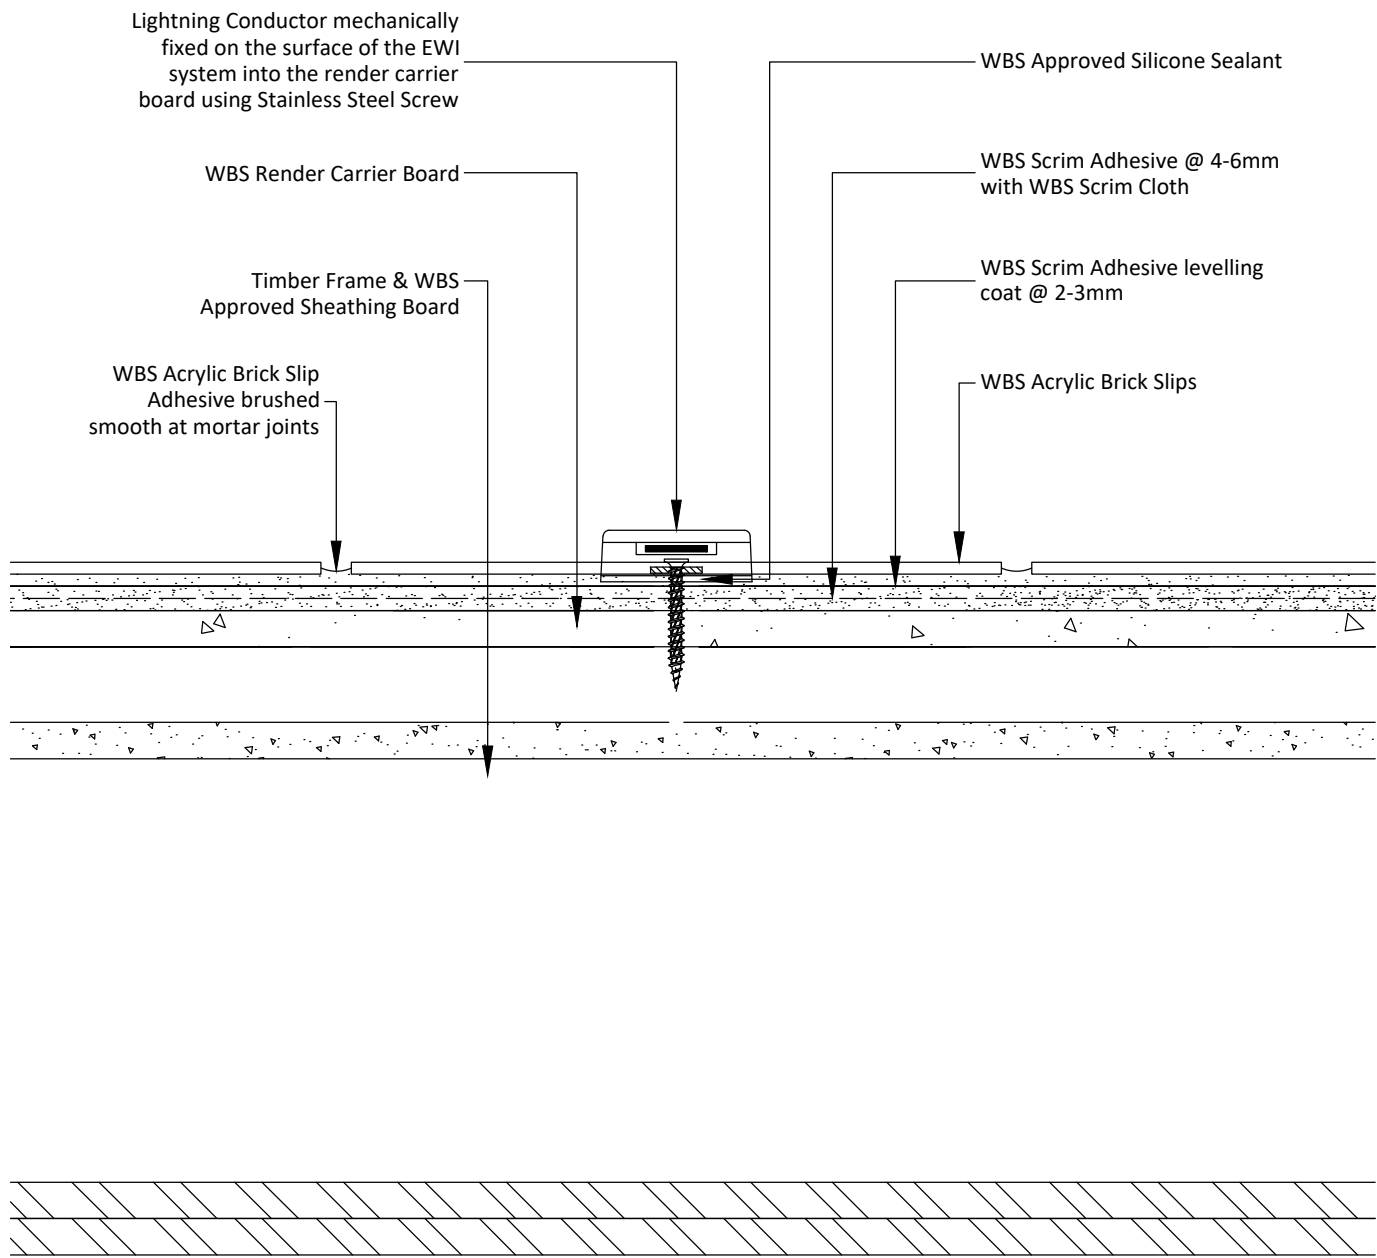 Lightning Conductor mechanically
fixed on the surface of the EWI
system into the render carrier
board using Stainless Steel Screw
WBS Render Carrier Board
Timber Frame & WBS
Approved Sheathing Board
WBS Acrylic Brick Slip
Adhesive brushed
smooth at mortar joints
WBS Approved Silicone Sealant
WBS Scrim Adhesive @ 4-6mm
with WBS Scrim Cloth
WBS Scrim Adhesive levelling
coat @ 2-3mm
WBS Acrylic Brick Slips